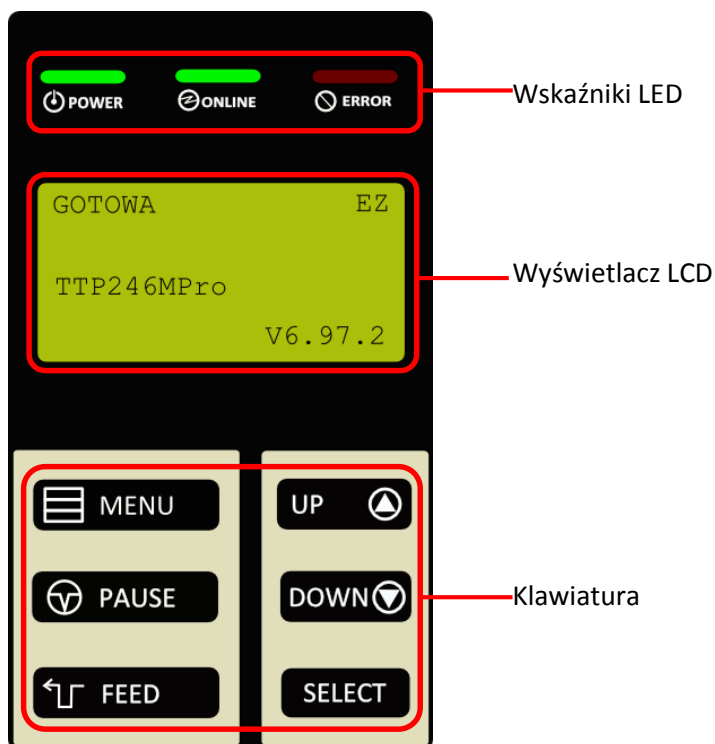 POWER ONLINE ERROR
Wskaźniki LED
GOTOWA EZ
TTP246MPro
Wyświetlacz LCD
V6.97.2
MENU UP
PAUSE DOWN
Klawiatura
FEED SELECT